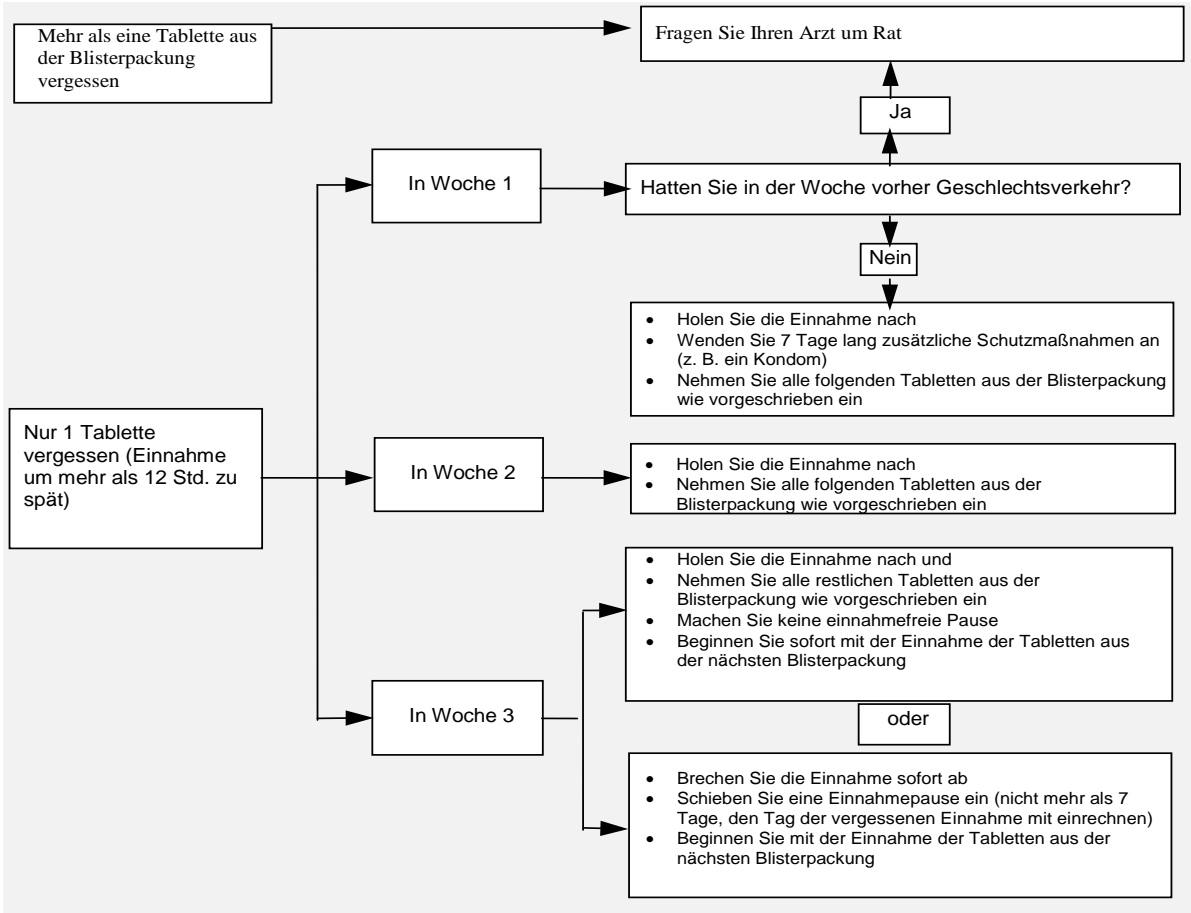 Mehr als eine Tablette aus
der Blisterpackung
vergessen
Fragen Sie Ihren Arzt um Rat
Ja
In Woche 1
Hatten Sie in der Woche vorher Geschlechtsverkehr?
Nein
• Holen Sie die Einnahme nach
• Wenden Sie 7 Tage lang zusätzliche Schutzmaßnahmen an
(z. B. ein Kondom)
• Nehmen Sie alle folgenden Tabletten aus der Blisterpackung
wie vorgeschrieben ein
Nur 1 Tablette
vergessen (Einnahme
um mehr als 12 Std. zu
spät)
In Woche 2
• Holen Sie die Einnahme nach
• Nehmen Sie alle folgenden Tabletten aus der
Blisterpackung wie vorgeschrieben ein
• Holen Sie die Einnahme nach und
• Nehmen Sie alle restlichen Tabletten aus der
Blisterpackung wie vorgeschrieben ein
• Machen Sie keine einnahmefreie Pause
• Beginnen Sie sofort mit der Einnahme der Tabletten aus
der nächsten Blisterpackung
In Woche 3
oder
• Brechen Sie die Einnahme sofort ab
• Schieben Sie eine Einnahmepause ein (nicht mehr als 7
Tage, den Tag der vergessenen Einnahme mit einrechnen)
• Beginnen Sie mit der Einnahme der Tabletten aus der
nächsten Blisterpackung